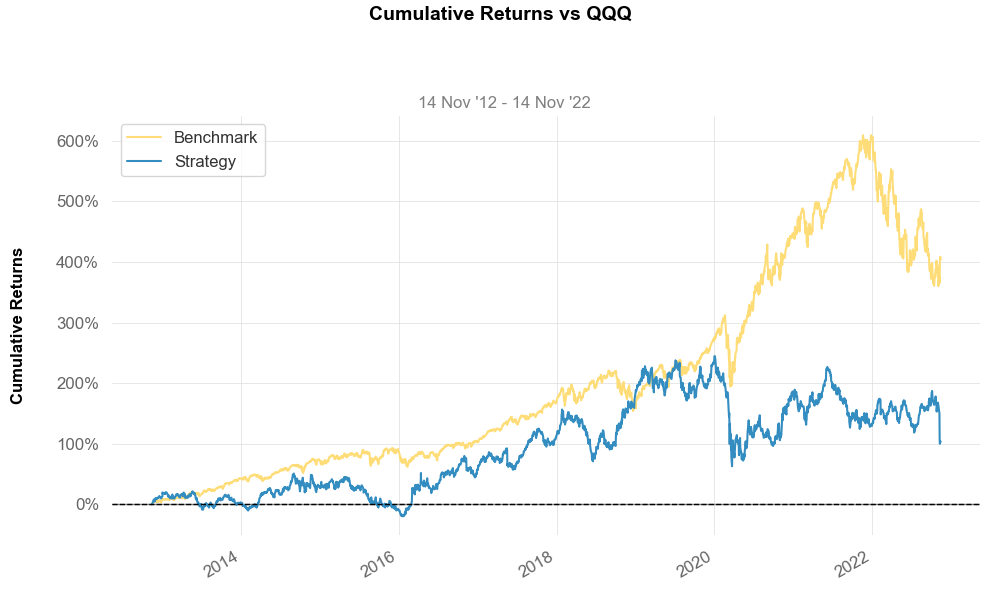 Cumulative Returns vs QQQ
14 Nov '12 - 14 Nov '22
Benchmark
Strategy
Cumulative Returns
600%
500%
400%
300%
200%
100%
0%
2014
2016
2018
2020
2022